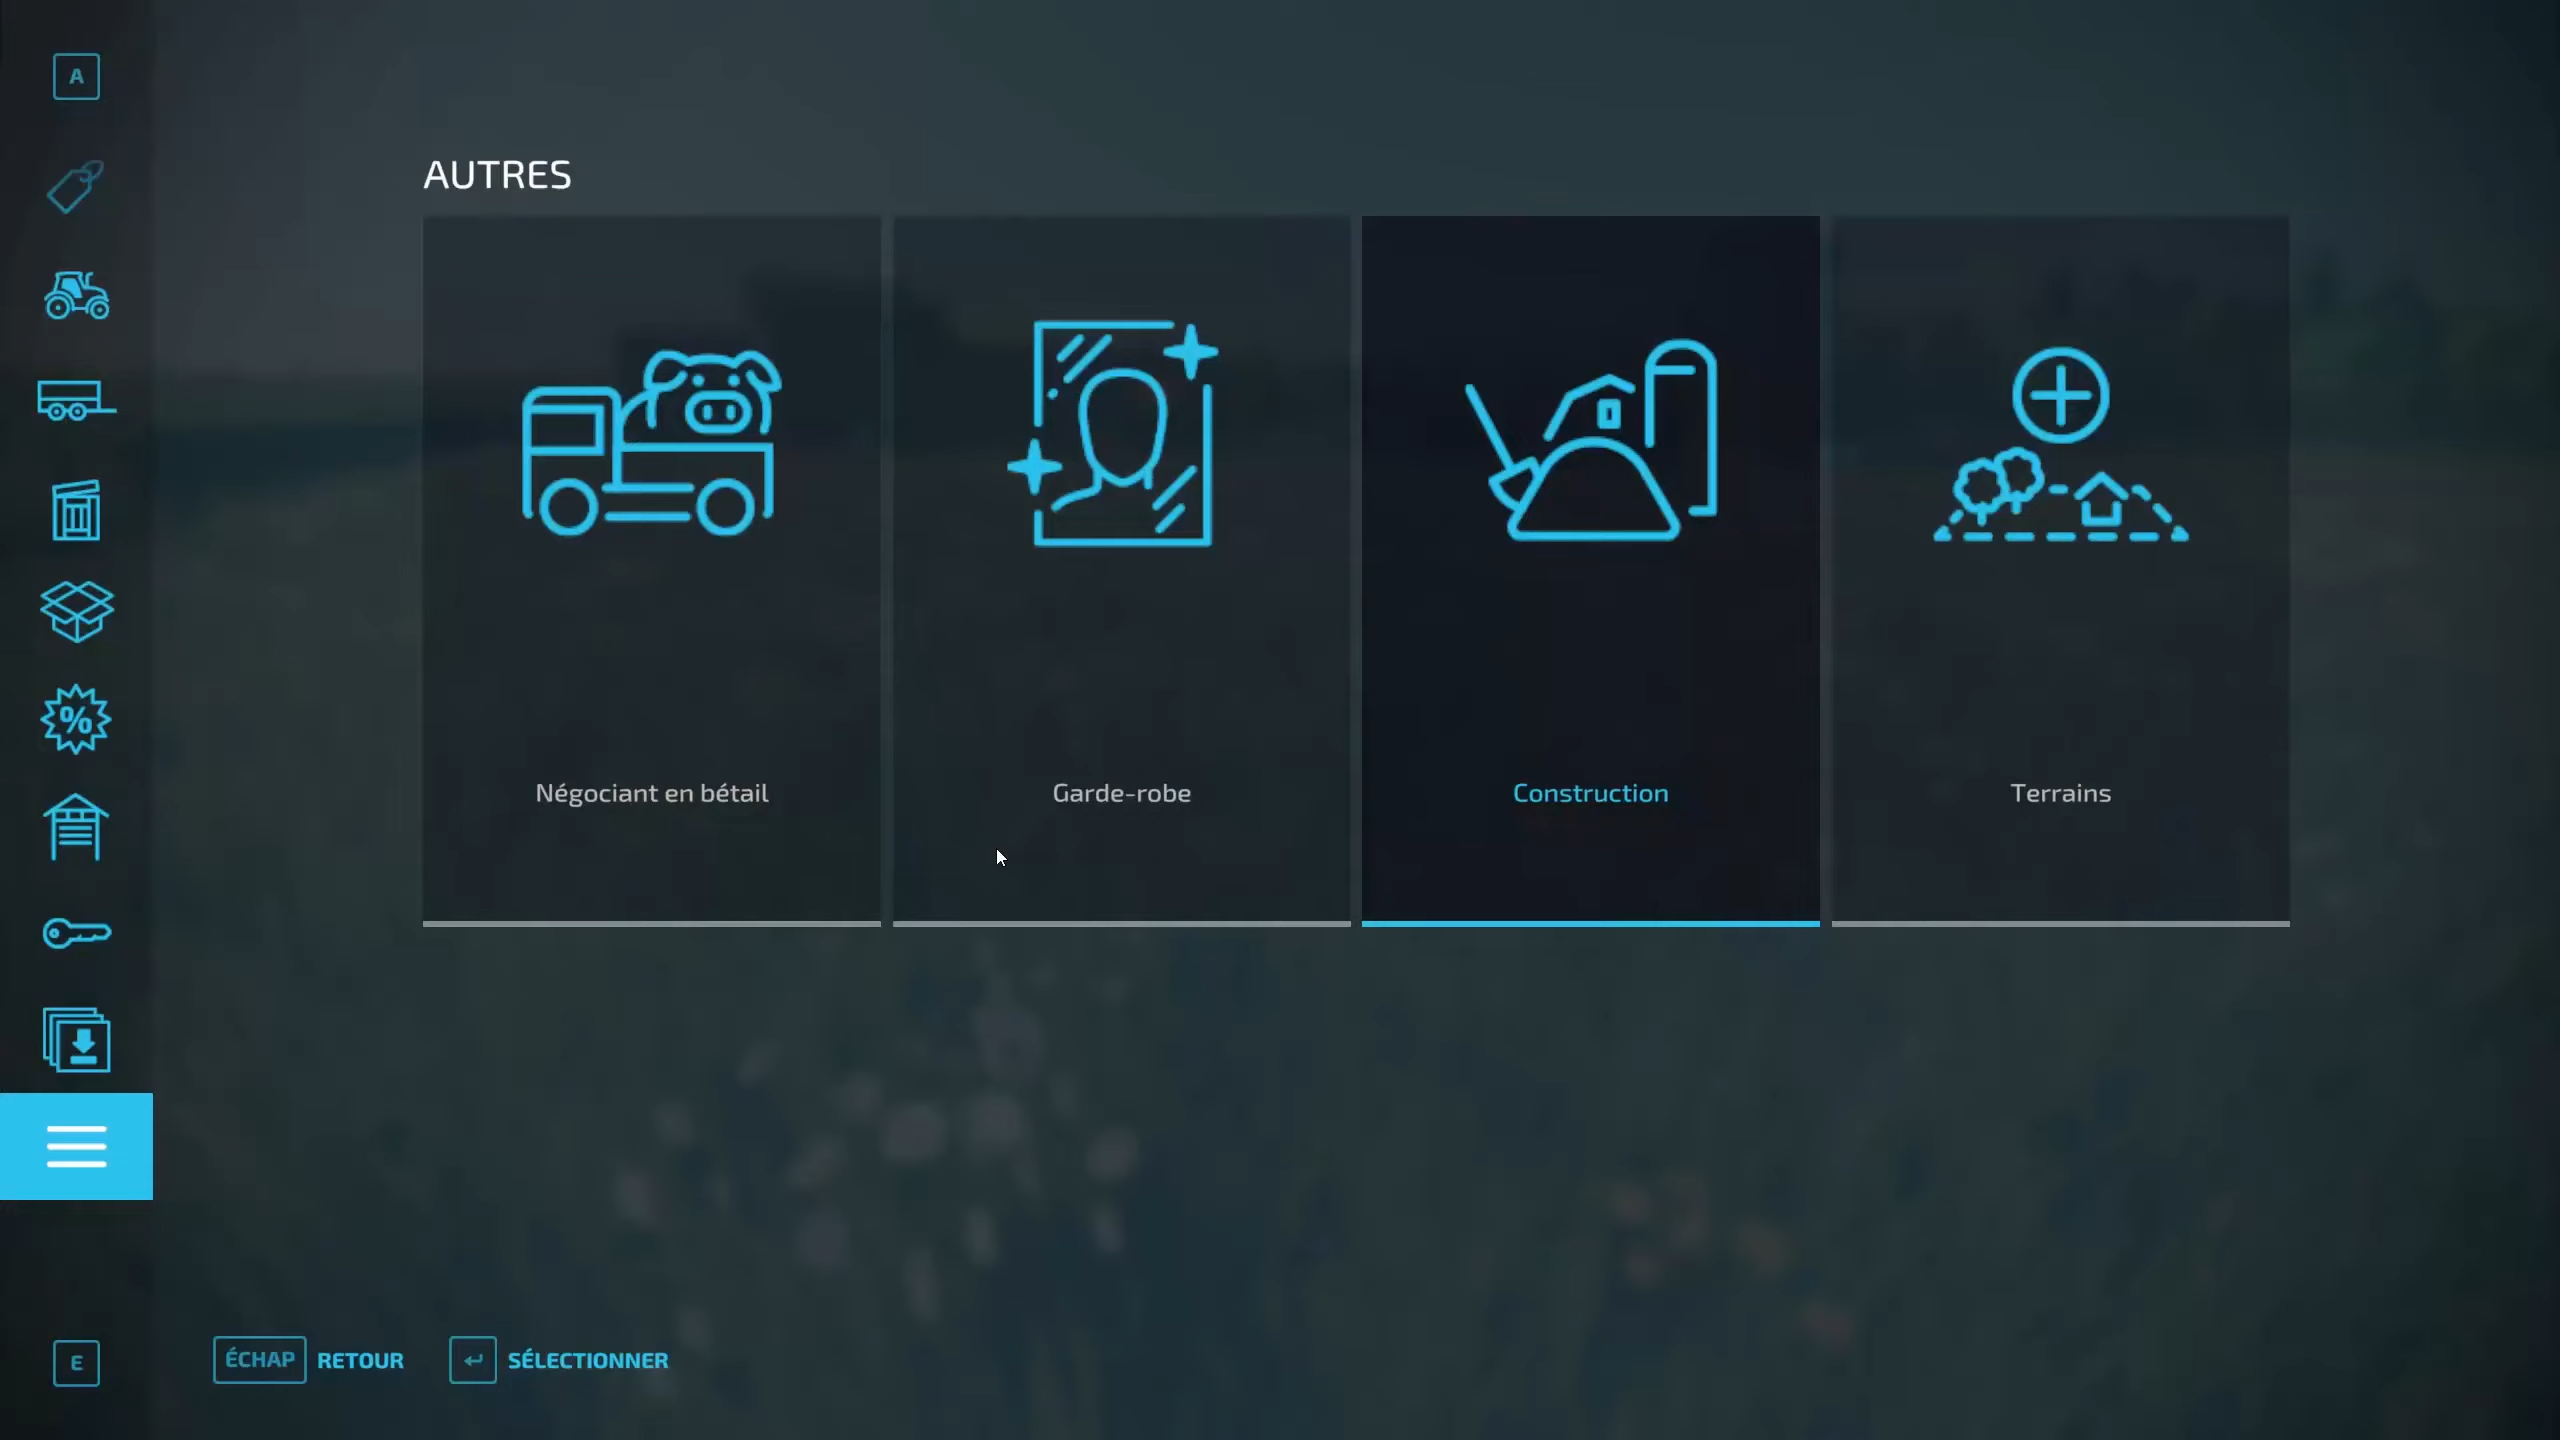 A
AUTRES
%
Négociant en bétail
Garde-robe
Construction
Terrains
E
ÉCHAP RETOUR
SÉLECTIONNER